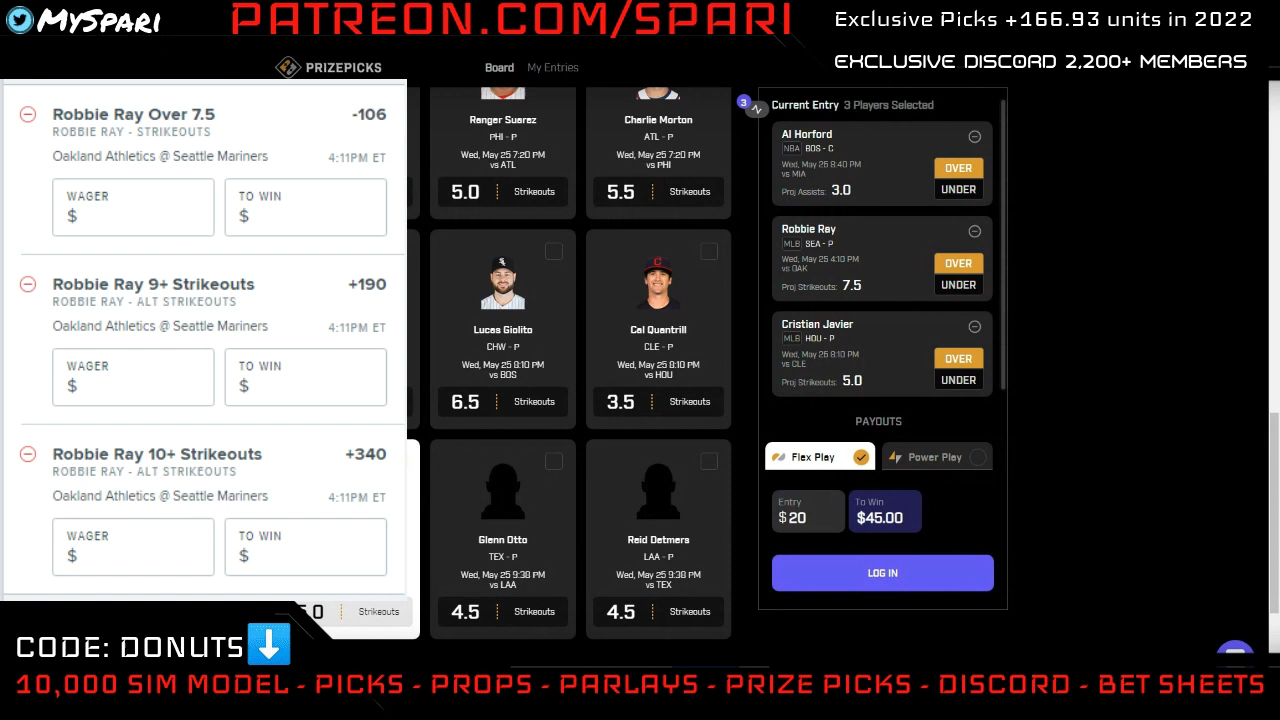 MYSPARI
PATREON.COM/SPARI
Exclusive Picks +166.93 units in 2022
EXCLUSIVE DISCORD 2,200+ MEMBERS
PRIZEPICKS
Board
My Entries
Robbie Ray Over 7.5
-106
ROBBIE RAY - STRIKEOUTS
Oakland Athletics @ Seattle Mariners
4:11PM ET
WAGER
$
TO WIN
$
Robbie Ray 9+ Strikeouts
+190
ROBBIE RAY - ALT STRIKEOUTS
Oakland Athletics @ Seattle Mariners
4:11PM ET
WAGER
$
TO WIN
$
Robbie Ray 10+ Strikeouts
+340
ROBBIE RAY - ALT STRIKEOUTS
Oakland Athletics @ Seattle Mariners
4:11PM ET
WAGER
$
TO WIN
$
Strikeouts
Ranger Suarez
PHI - P
Wed, May 25 7:20 PM
vs ATL
5.0
Strikeouts
Charlie Morton
ATL - P
Wed, May 25 7:20 PM
vs PHI
5.5
Strikeouts
Lucas Giolito
CHW - P
Wed, May 25 8:10 PM
vs BOS
6.5
Strikeouts
Cal Quantrill
CLE - P
Wed, May 25 8:10 PM
vs HOU
3.5
Strikeouts
Glenn Otto
TEX - P
Wed, May 25 9:38 PM
vs LAA
4.5
Strikeouts
Reid Detmers
LAA - P
Wed, May 25 9:38 PM
vs TEX
4.5
Strikeouts
3
Current Entry 3 Players Selected
Al Horford
NBA BOS - C
Wed, May 25 8:40 PM
vs MIA
Proj Assists: 3.0
OVER
UNDER
Robbie Ray
MLB SEA - P
Wed, May 25 4:10 PM
vs OAK
Proj Strikeouts: 7.5
OVER
UNDER
Cristian Javier
MLB HOU - P
Wed, May 25 8:10 PM
vs CLE
Proj Strikeouts: 5.0
OVER
UNDER
PAYOUTS
Flex Play
Power Play
Entry
$ 20
To Win
$45.00
LOG IN
CODE: DONUTS
10,000 SIM MODEL - PICKS - PROPS - PARLAYS - PRIZE PICKS - DISCORD - BET SHEETS